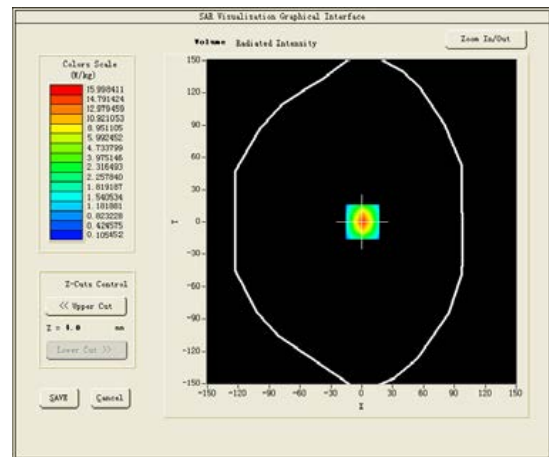 SAR Visualisation Graphical Interface
Volume Radiated Intensity
Zoom In/Out
Colors Scale
(W/kg)
15.998411
14.791424
12.979459
10.921053
8.951105
5.992452
4.733799
3.975146
2.316493
2.257840
1.819187
1.540534
1.181881
0.823228
0.424575
0.105452
150
120
90
60
30
0
-30
-60
-90
-120
-150
Y
-150 -120 -90 -60 -30 0 30 60 90 120 150
X
Z-Cuts Control
<< Upper Cut
Z = 4.0 mm
Lower Cut >>
SAVE Cancel